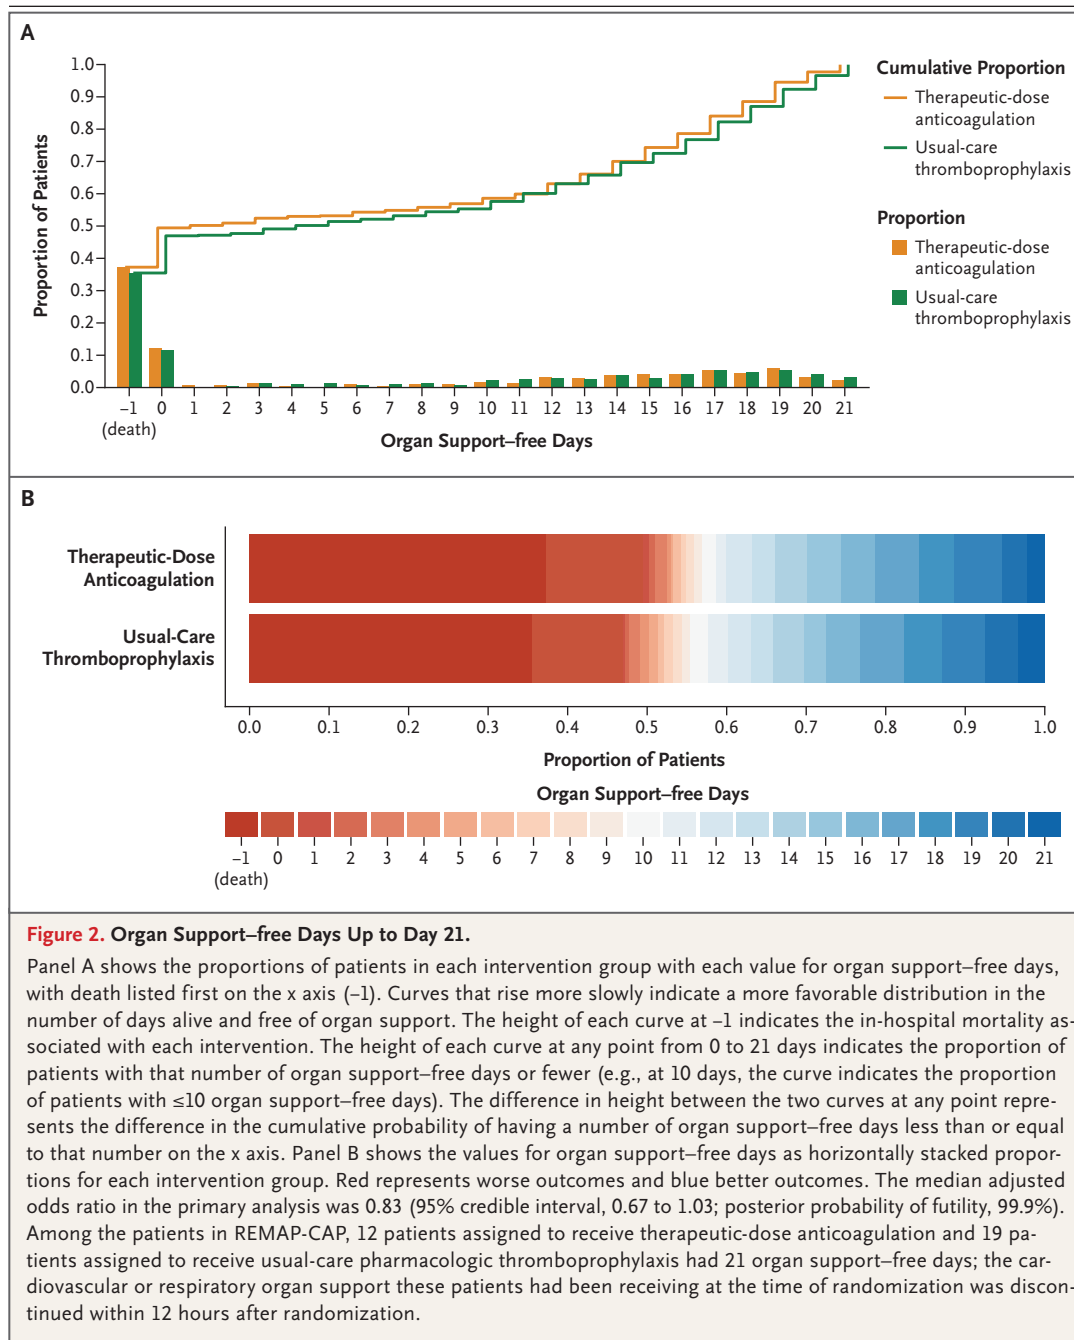 A
1.0
0.9
0.8
0.7
0.6
0.5
0.4
0.3
0.2
0.1
0.0
Proportion of Patients
–1 0 1 2 3 4 5 6 7 8 9 10 11 12 13 14 15 16 17 18 19 20 21
(death)
Organ Support–free Days
Cumulative Proportion
Therapeutic-dose
anticoagulation
Usual-care
thromboprophylaxis
Proportion
Therapeutic-dose
anticoagulation
Usual-care
thromboprophylaxis
B
Therapeutic-Dose
Anticoagulation
Usual-Care
Thromboprophylaxis
0.0 0.1 0.2 0.3 0.4 0.5 0.6 0.7 0.8 0.9 1.0
Proportion of Patients
Organ Support–free Days
–1 0 1 2 3 4 5 6 7 8 9 10 11 12 13 14 15 16 17 18 19 20 21
(death)
Figure 2. Organ Support–free Days Up to Day 21.
Panel A shows the proportions of patients in each intervention group with each value for organ support–free days,
with death listed first on the x axis (–1). Curves that rise more slowly indicate a more favorable distribution in the
number of days alive and free of organ support. The height of each curve at –1 indicates the in-hospital mortality as-
sociated with each intervention. The height of each curve at any point from 0 to 21 days indicates the proportion of
patients with that number of organ support–free days or fewer (e.g., at 10 days, the curve indicates the proportion
of patients with ≤10 organ support–free days). The difference in height between the two curves at any point repre-
sents the difference in the cumulative probability of having a number of organ support–free days less than or equal
to that number on the x axis. Panel B shows the values for organ support–free days as horizontally stacked propor-
tions for each intervention group. Red represents worse outcomes and blue better outcomes. The median adjusted
odds ratio in the primary analysis was 0.83 (95% credible interval, 0.67 to 1.03; posterior probability of futility, 99.9%).
Among the patients in REMAP-CAP, 12 patients assigned to receive therapeutic-dose anticoagulation and 19 pa-
tients assigned to receive usual-care pharmacologic thromboprophylaxis had 21 organ support–free days; the car-
diovascular or respiratory organ support these patients had been receiving at the time of randomization was discon-
tinued within 12 hours after randomization.